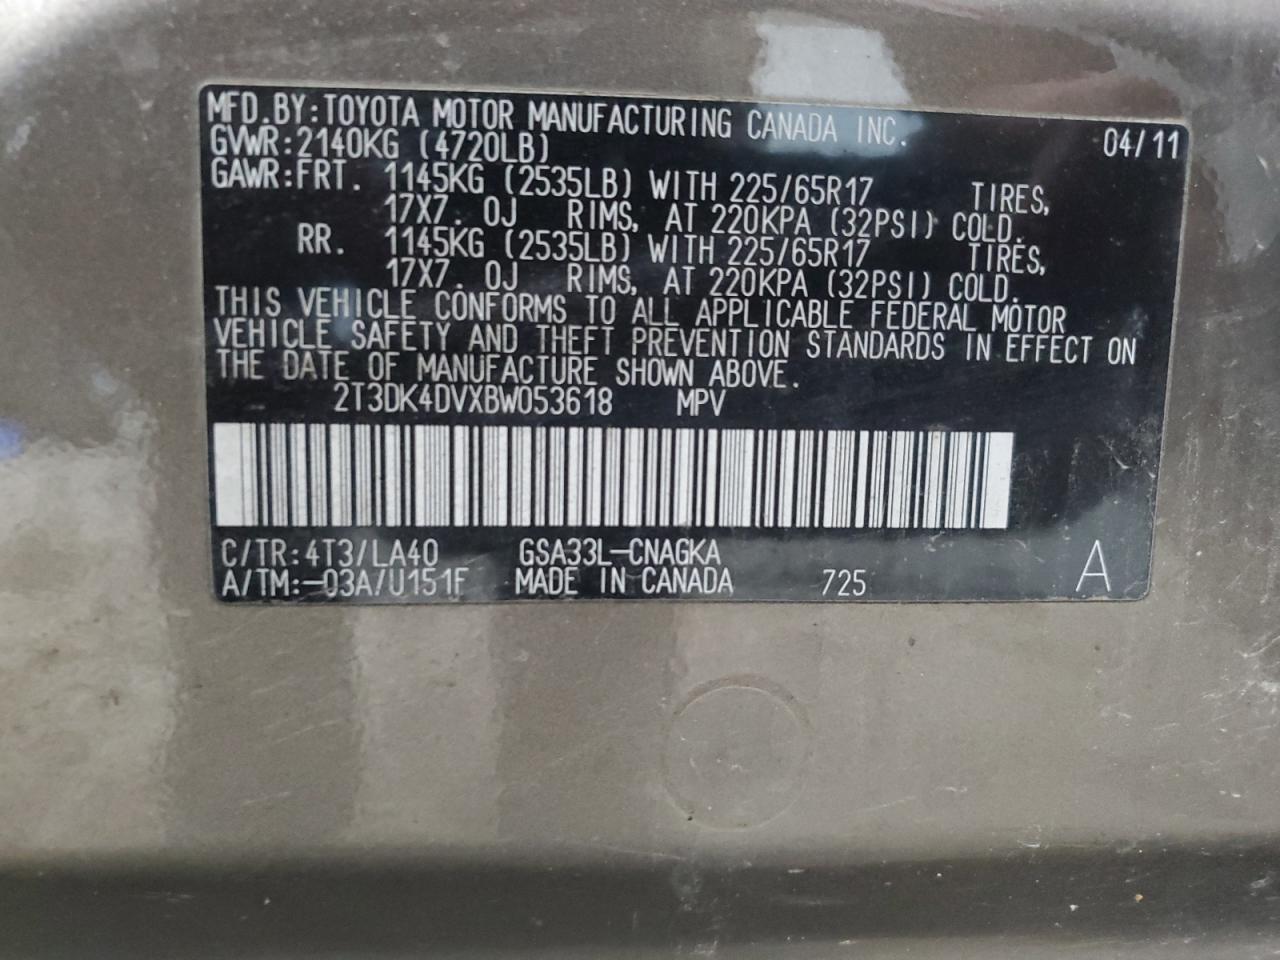 MFD.BY:TOYOTA MOTOR MANUFACTURING CANADA INC. 04/11
GVWR:2140KG (4720LB)
GAWR:FRT. 1145KG (2535LB) WITH 225/65R17 TIRES,
17X7. 0J RIMS, AT 220KPA (32PSI) COLD.
RR. 1145KG (2535LB) WITH 225/65R17 TIRES,
17X7. 0J RIMS, AT 220KPA (32PSI) COLD.
THIS VEHICLE CONFORMS TO ALL APPLICABLE FEDERAL MOTOR
VEHICLE SAFETY AND THEFT PREVENTION STANDARDS IN EFFECT ON
THE DATE OF MANUFACTURE SHOWN ABOVE.
2T3DK4DVXBW053618 MPV
C/TR:4T3/LA40 GSA33L-CNAGKA
A/TM:-03A/U151F MADE IN CANADA 725 A